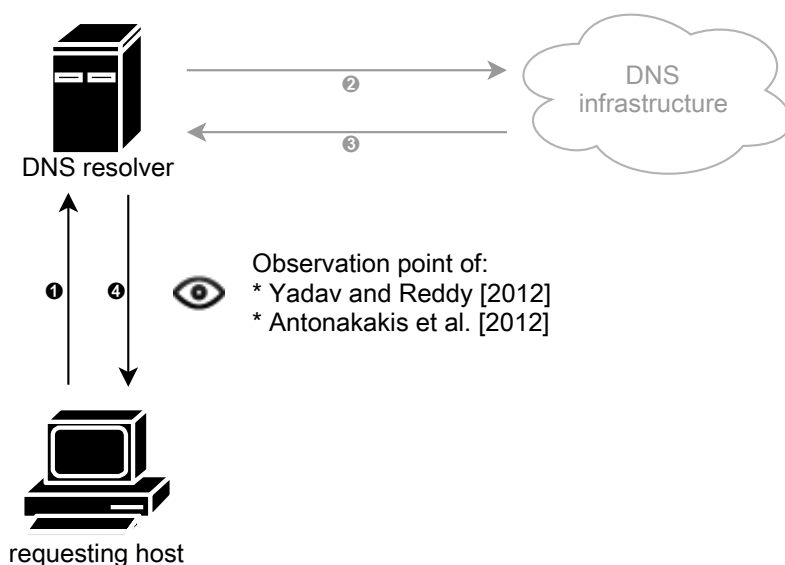 DNS
infrastructure
❷
❸
DNS resolver
❶
❹
Observation point of:
* Yadav and Reddy [2012]
* Antonakakis et al. [2012]
requesting host